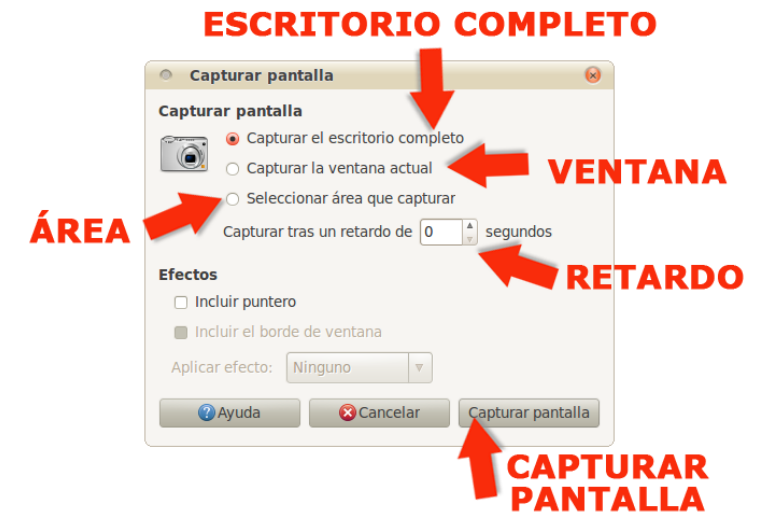 ESCRITORIO COMPLETO
Capturar pantalla
Capturar pantalla
Capturar el escritorio completo
Capturar la ventana actual
VENTANA
Seleccionar área que capturar
ÁREA
Capturar tras un retardo de 0 segundos
RETARDO
Efectos
Incluir puntero
Incluir el borde de ventana
Aplicar efecto: Ninguno
Ayuda Cancelar Capturar pantalla
CAPTURAR
PANTALLA